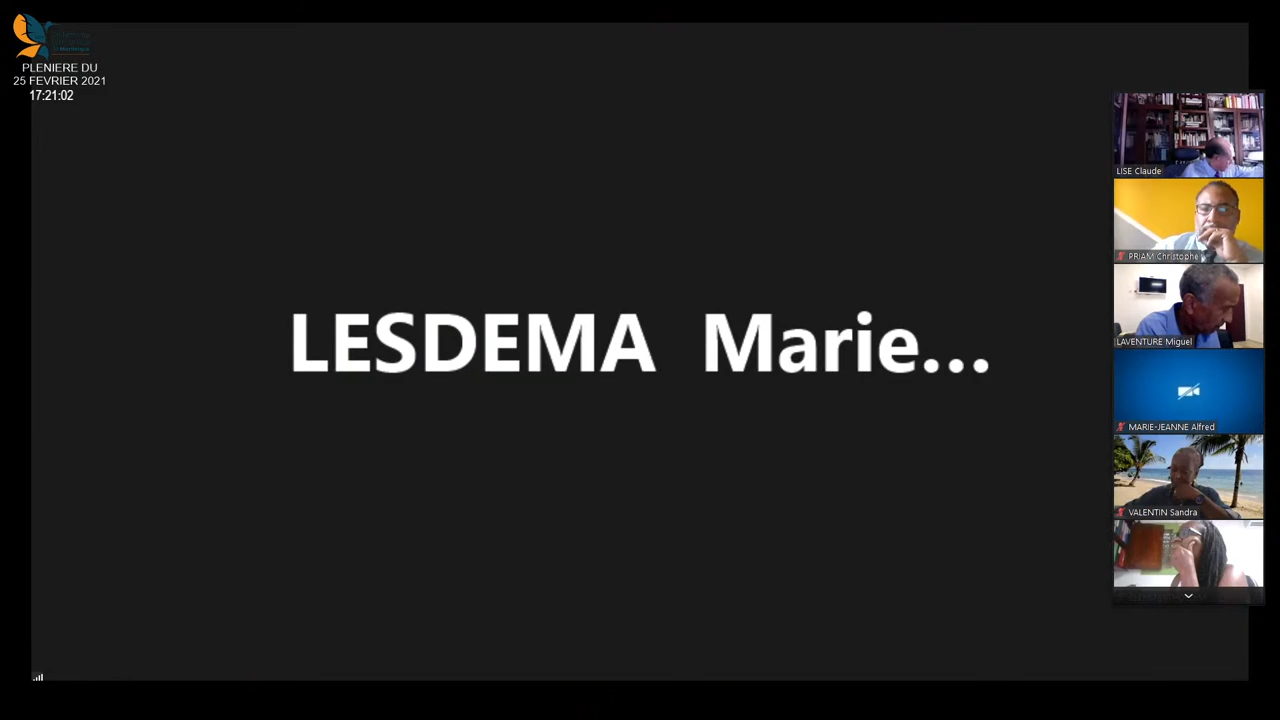 PLENIERE DU
25 FEVRIER 2021
17:21:02
LESDEMA Marie...
LISE Claude
PRIAM Christophe
LAVENTURE Miguel
MARIE-JEANNE Alfred
VALENTIN Sandra